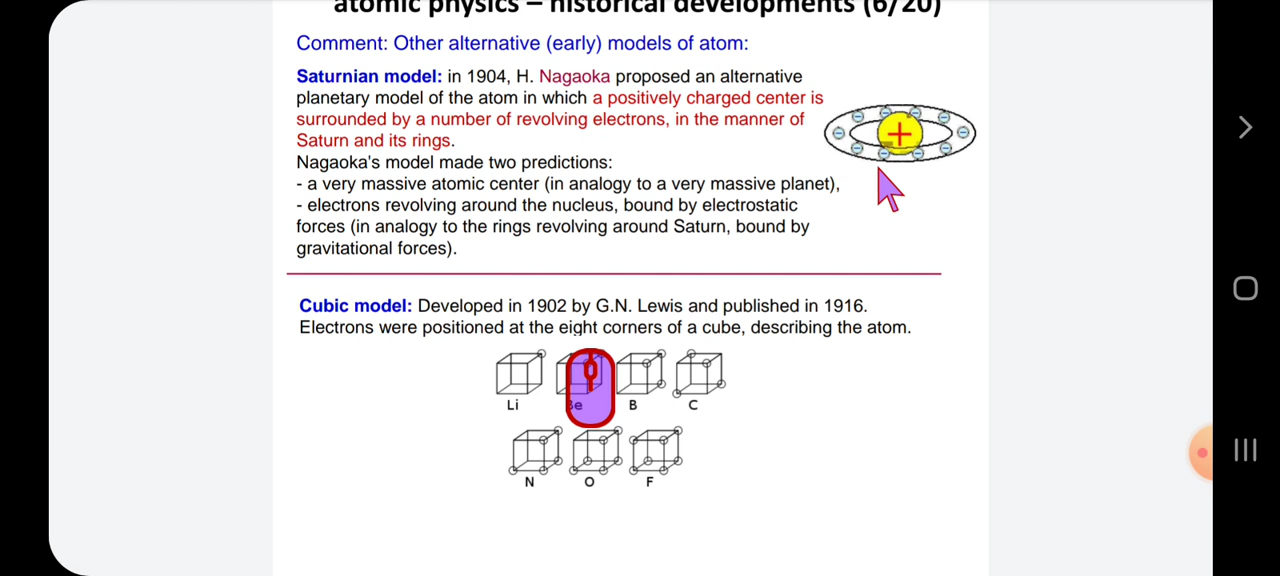 atomic physics – historical developments (6/20)
Comment: Other alternative (early) models of atom:
Saturnian model: in 1904, H. Nagaoka proposed an alternative
planetary model of the atom in which a positively charged center is
surrounded by a number of revolving electrons, in the manner of
Saturn and its rings.
Nagaoka's model made two predictions:
- a very massive atomic center (in analogy to a very massive planet),
- electrons revolving around the nucleus, bound by electrostatic
forces (in analogy to the rings revolving around Saturn, bound by
gravitational forces).
Cubic model: Developed in 1902 by G.N. Lewis and published in 1916.
Electrons were positioned at the eight corners of a cube, describing the atom.
Li Be B C
N O F